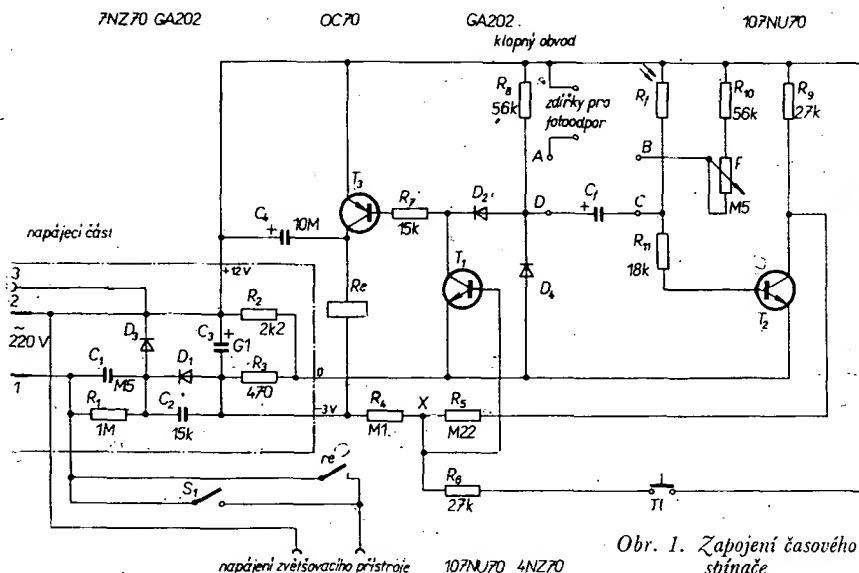 7NZ70 GA202 OC70 GA202 107NU70
klopný obvod
R8
56k
zdířky pro
fotoodpor
Rf
R10
56k
R9
27k
A
B
F
M5
T3
R7
15k
D2
D
Cf
+
C
C4
+
10M
T1
R11
18k
D4
T2
napájecí část
+12V
3
2
~
220 V
1
D3
C3
+
G1
R2
2k2
Re
C1
M5
D1
R3
470
0
R1
1M
C2
15k
-3V
R4
M1
X
R5
M22
re
R6
27k
Tl
S1
napájení zvětšovacího přístroje 107NU70 4NZ70
Obr. 1. Zapojení časového
spínače